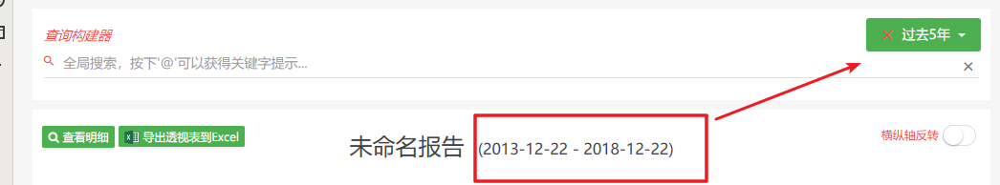 查询构建器
过去5年
全局搜索，按下'@'可以获得关键字提示...
查看明细
导出透视表到Excel
未命名报告 (2013-12-22 - 2018-12-22)
横纵轴反转